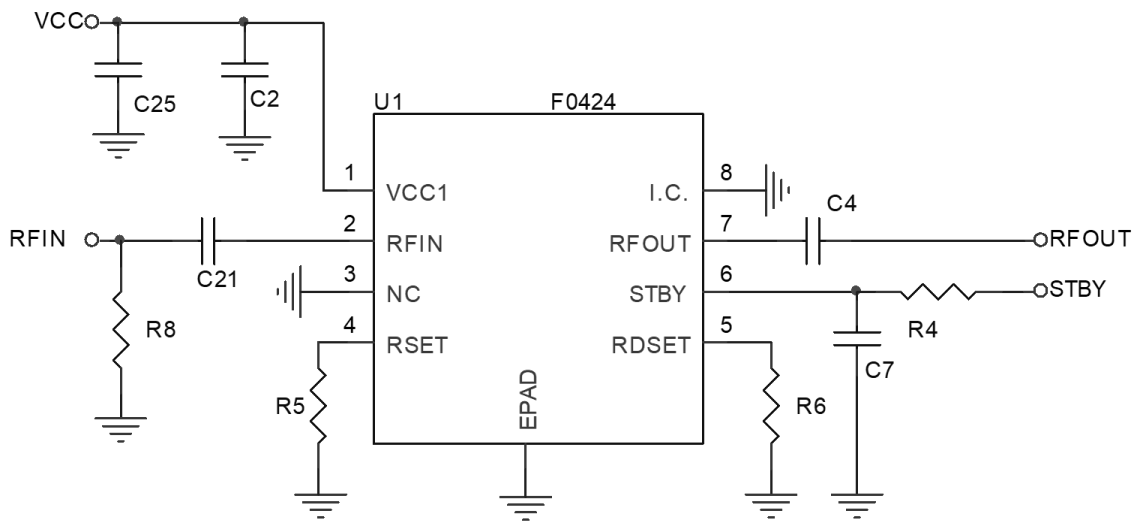 VCC
C25
C2
U1
F0424
1
VCC1
I.C.
8
RFIN
C21
2
RFIN
RFOUT
7
C4
RFOUT
3
NC
STBY
6
STBY
R8
4
RSET
RDSET
5
R4
C7
R5
EPAD
R6